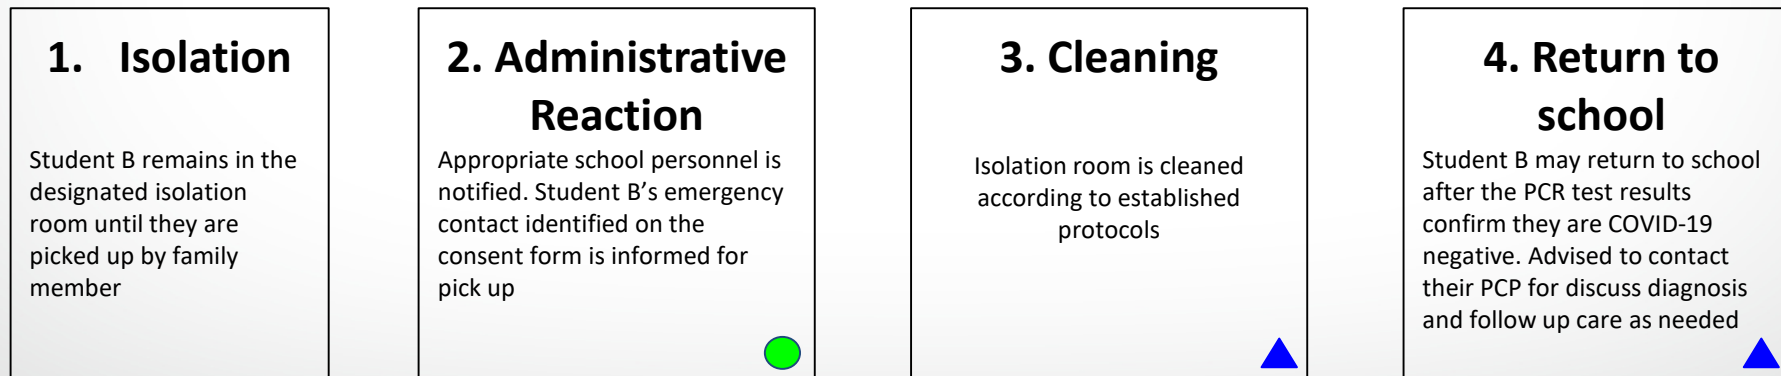 1. Isolation
Student B remains in the
designated isolation
room until they are
picked up by family
member
2. Administrative
Reaction
Appropriate school personnel is
notified. Student B’s emergency
contact identified on the
consent form is informed for
pick up
3. Cleaning
Isolation room is cleaned
according to established
protocols
4. Return to
school
Student B may return to school
after the PCR test results
confirm they are COVID-19
negative. Advised to contact
their PCP for discuss diagnosis
and follow up care as needed